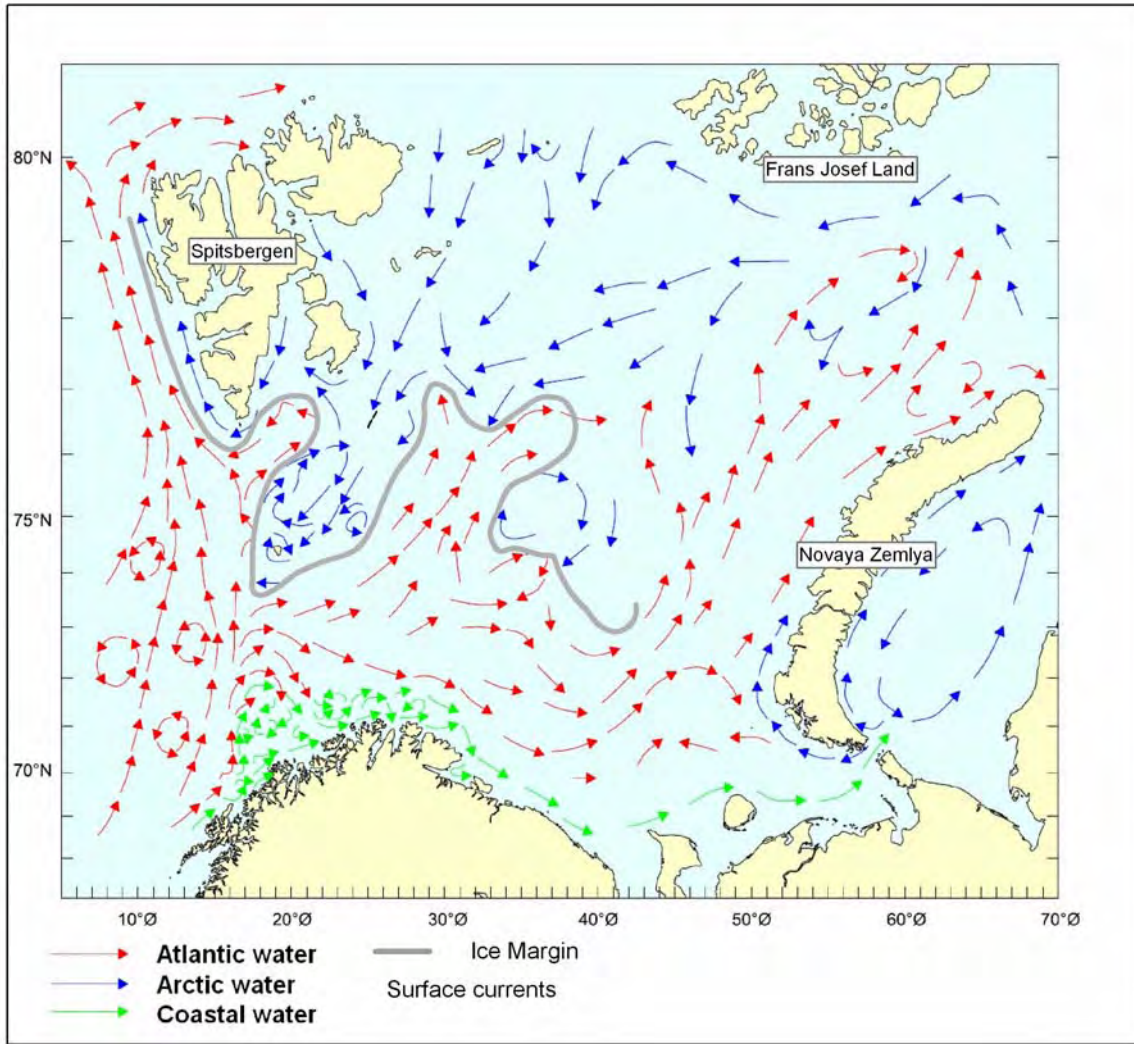 80°N
Frans Josef Land
Spitsbergen
75°N
Novaya Zemlya
70°N
10°Ø 20°Ø 30°Ø 40°Ø 50°Ø 60°Ø 70°Ø
Atlantic water
Ice Margin
Arctic water
Surface currents
Coastal water